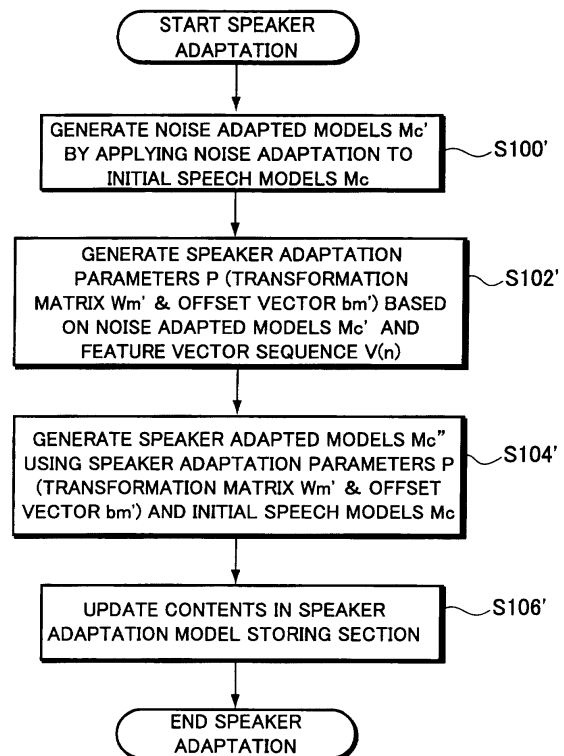 START SPEAKER
ADAPTATION
GENERATE NOISE ADAPTED MODELS Mc'
BY APPLYING NOISE ADAPTATION TO
INITIAL SPEECH MODELS Mc
S100'
GENERATE SPEAKER ADAPTATION
PARAMETERS P (TRANSFORMATION
MATRIX Wm' & OFFSET VECTOR bm') BASED
ON NOISE ADAPTED MODELS Mc' AND
FEATURE VECTOR SEQUENCE V(n)
S102'
GENERATE SPEAKER ADAPTED MODELS Mc"
USING SPEAKER ADAPTATION PARAMETERS P
(TRANSFORMATION MATRIX Wm' & OFFSET
VECTOR bm') AND INITIAL SPEECH MODELS Mc
S104'
UPDATE CONTENTS IN SPEAKER
ADAPTATION MODEL STORING SECTION
S106'
END SPEAKER
ADAPTATION